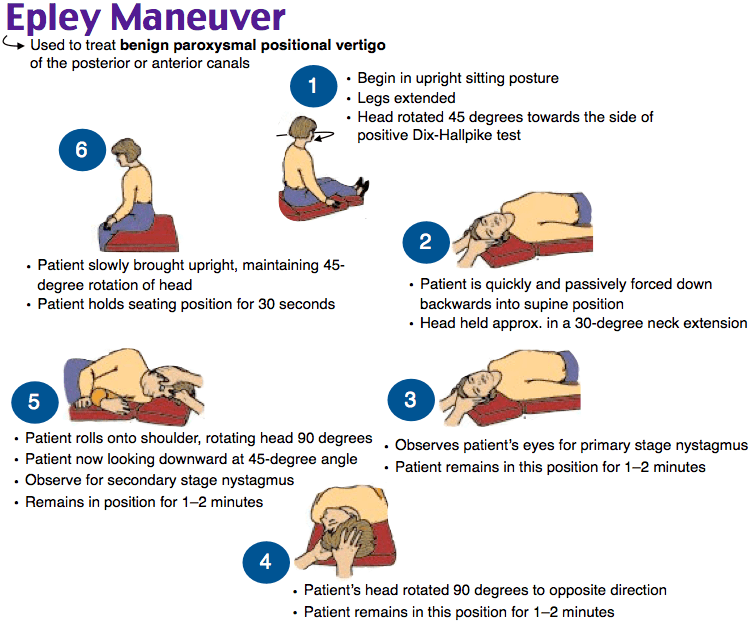 Epley Maneuver
Used to treat benign paroxysmal positional vertigo
of the posterior or anterior canals
1
• Begin in upright sitting posture
• Legs extended
• Head rotated 45 degrees towards the side of
positive Dix-Hallpike test
2
• Patient is quickly and passively forced down
backwards into supine position
• Head held approx. in a 30-degree neck extension
3
• Observes patient’s eyes for primary stage nystagmus
• Patient remains in this position for 1–2 minutes
4
• Patient’s head rotated 90 degrees to opposite direction
• Patient remains in this position for 1–2 minutes
5
• Patient rolls onto shoulder, rotating head 90 degrees
• Patient now looking downward at 45-degree angle
• Observe for secondary stage nystagmus
• Remains in position for 1–2 minutes
6
• Patient slowly brought upright, maintaining 45-
degree rotation of head
• Patient holds seating position for 30 seconds